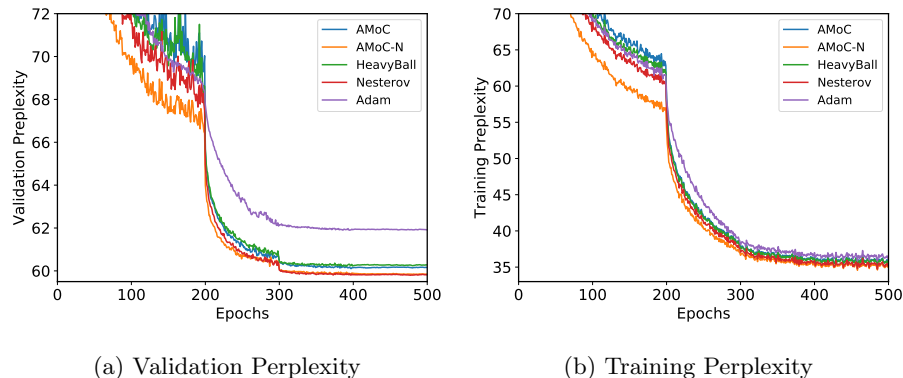 72
70
68
66
64
62
60
0
100
200
300
400
500
Validation Preplexity
Epochs
AMoC
AMoC-N
HeavyBall
Nesterov
Adam
(a) Validation Perplexity
70
65
60
55
50
45
40
35
0
100
200
300
400
500
Training Preplexity
Epochs
AMoC
AMoC-N
HeavyBall
Nesterov
Adam
(b) Training Perplexity